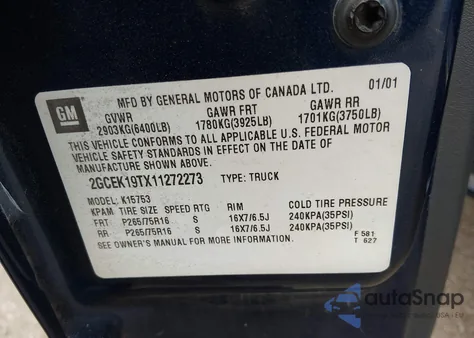 GM
MFD BY GENERAL MOTORS OF CANADA LTD. 01/01
GVWR GAWR FRT GAWR RR
2903KG(6400LB) 1780KG(3925LB) 1701KG(3750LB)
THIS VEHICLE CONFORMS TO ALL APPLICABLE U.S. FEDERAL MOTOR
VEHICLE SAFETY STANDARDS IN EFFECT ON THE DATE OF
MANUFACTURE SHOWN ABOVE.
2GCEK19TX11272273 TYPE: TRUCK
MODEL: K15753
KPAM TIRE SIZE SPEED RTG RIM COLD TIRE PRESSURE
FRT P265/75R16 S 16X7/6.5J 240KPA(35PSI)
RR P265/75R16 S 16X7/6.5J 240KPA(35PSI)
SEE OWNER'S MANUAL FOR MORE INFORMATION.
F 581
T 627
autoSnap